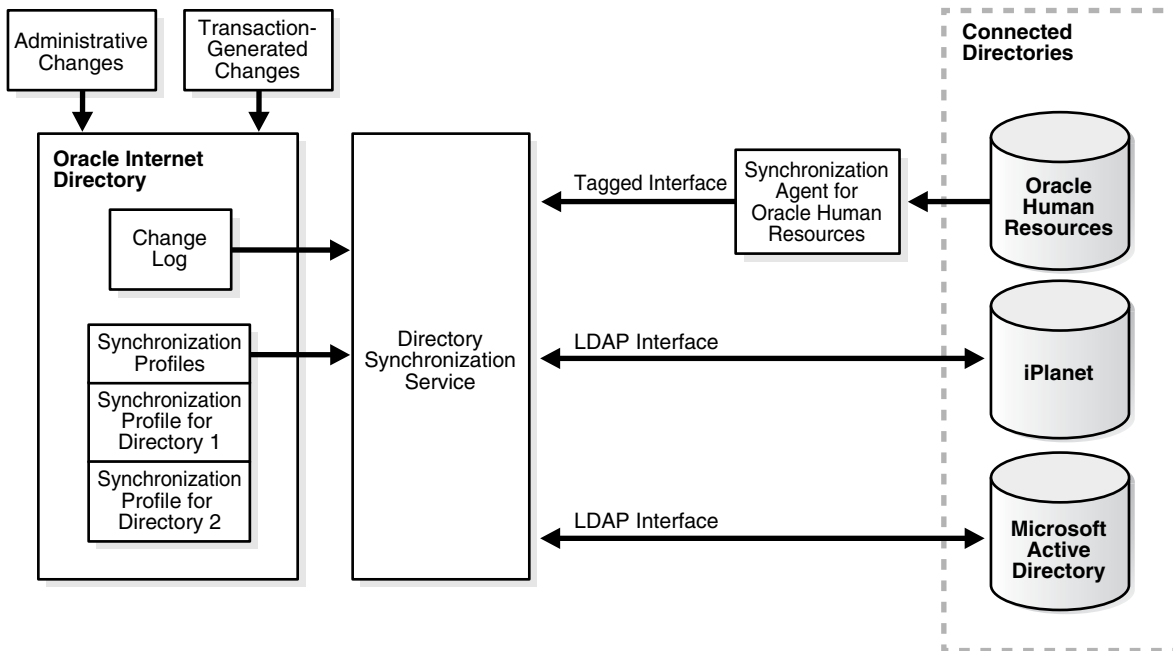 Administrative
Changes
Transaction-
Generated
Changes
Connected
Directories
Oracle Internet
Directory
Change
Log
Synchronization
Profiles
Synchronization
Profile for
Directory 1
Synchronization
Profile for
Directory 2
Directory
Synchronization
Service
Tagged Interface
Synchronization
Agent for
Oracle Human
Resources
Oracle
Human
Resources
LDAP Interface
iPlanet
LDAP Interface
Microsoft
Active
Directory